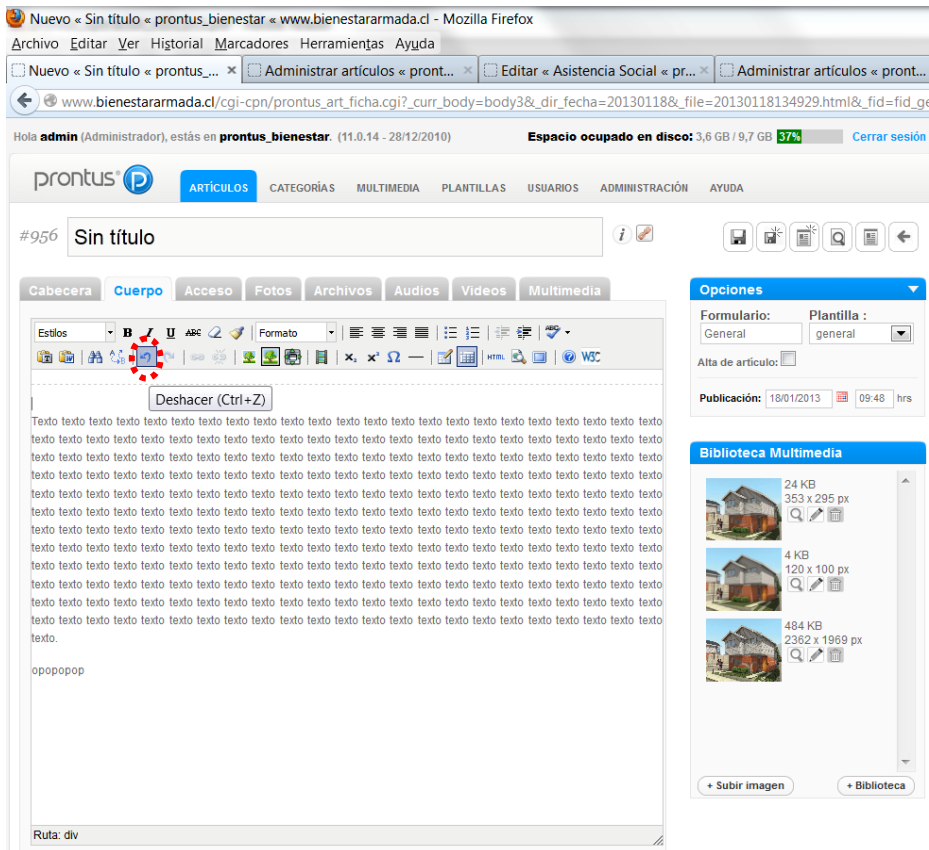 Nuevo « Sin título « prontus_bienestar « www.bienestararmada.cl - Mozilla Firefox
Archivo Editar Ver Historial Marcadores Herramientas Ayuda
Nuevo « Sin título « prontus_... × Administrar artículos « pront... × Editar « Asistencia Social « pr... × Administrar artículos « pront...
www.bienestararmada.cl/cgi-cpn/prontus_art_ficha.cgi?_curr_body=body3&_dir_fecha=20130118&_file=20130118134929.html&_fid=fid_ge
Hola admin (Administrador), estás en prontus_bienestar. (11.0.14 - 28/12/2010) Espacio ocupado en disco: 3,6 GB / 9,7 GB 37% Cerrar sesión
prontus P ARTÍCULOS CATEGORÍAS MULTIMEDIA PLANTILLAS USUARIOS ADMINISTRACIÓN AYUDA
#956 Sin título
Cabecera Cuerpo Acceso Fotos Archivos Audios Videos Multimedia
Opciones
Formulario: Plantilla :
General general
Alta de artículo:
Publicación: 18/01/2013 09:48 hrs
Estilos B I U ABC Formato ABC
x, x² Ω — HTML W3C
Deshacer (Ctrl+Z)
Texto texto texto texto texto texto texto texto texto texto texto texto texto texto texto texto texto texto texto texto texto texto texto
texto texto texto texto texto texto texto texto texto texto texto texto texto texto texto texto texto texto texto texto texto texto texto
texto texto texto texto texto texto texto texto texto texto texto texto texto texto texto texto texto texto texto texto texto texto texto
texto texto texto texto texto texto texto texto texto texto texto texto texto texto texto texto texto texto texto texto texto texto texto
texto texto texto texto texto texto texto texto texto texto texto texto texto texto texto texto texto texto texto texto texto texto texto
texto texto texto texto texto texto texto texto texto texto texto texto texto texto texto texto texto texto texto texto texto texto texto
texto texto texto texto texto texto texto texto texto texto texto texto texto texto texto texto texto texto texto texto texto texto texto
texto texto texto texto texto texto texto texto texto texto texto texto texto texto texto texto texto texto texto texto texto texto texto
texto texto texto texto texto texto texto texto texto texto texto texto texto texto texto texto texto texto texto texto texto texto texto
texto texto texto texto texto texto texto texto texto texto texto texto texto texto texto texto texto texto texto texto texto texto texto
texto texto texto texto texto texto texto texto texto texto texto texto texto texto texto texto texto texto texto texto texto texto texto
texto texto texto texto texto texto texto texto texto texto texto texto texto texto texto texto texto texto texto texto texto texto texto
texto.
opopopop
Ruta: div
Biblioteca Multimedia
24 KB
353 x 295 px
4 KB
120 x 100 px
484 KB
2362 x 1969 px
+ Subir imagen + Biblioteca